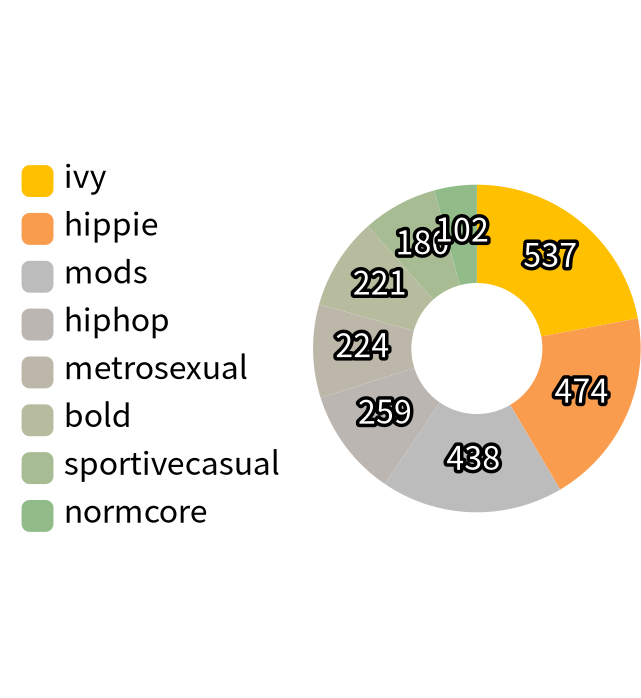 ivy
hippie
mods
hiphop
metrosexual
bold
sportivecasual
normcore
537
474
438
259
224
221
102